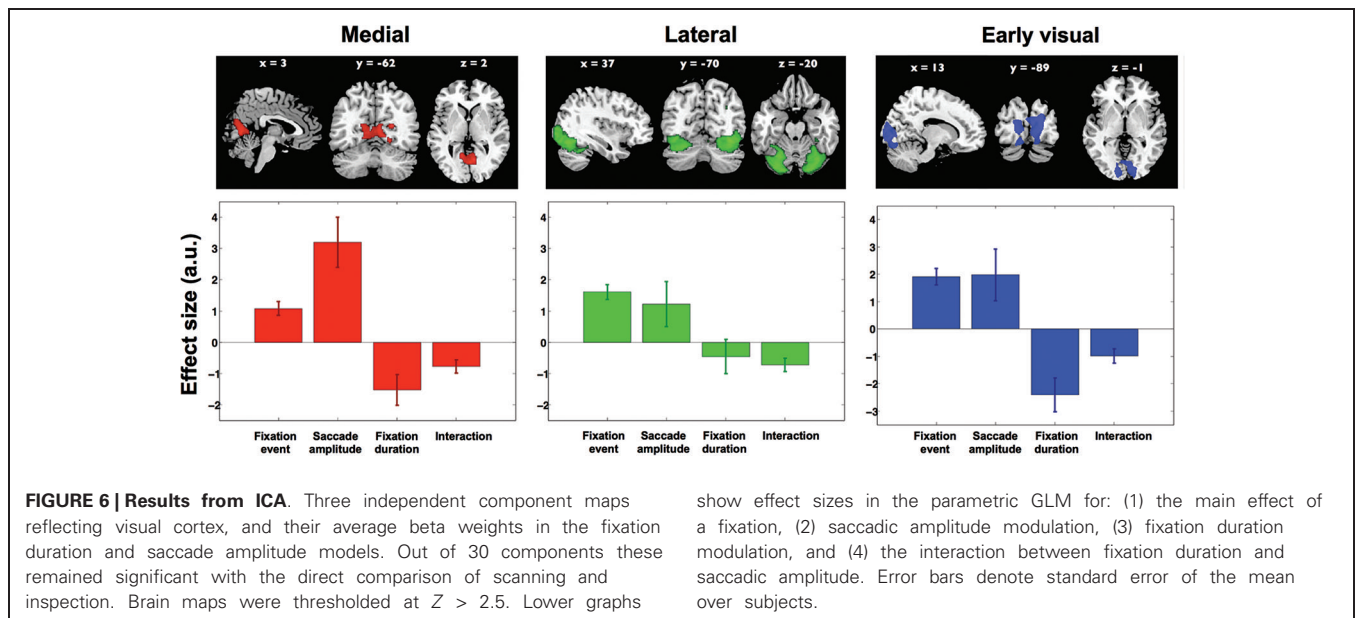 Medial
Lateral
Early visual
x = 3
y = -62
z = 2
x = 37
y = -70
z = -20
x = 13
y = -89
z = -1
Effect size (a.u.)
4
3
2
1
0
−1
−2
Fixation event
Saccade amplitude
Fixation duration
Interaction
4
3
2
1
0
−1
−2
Fixation event
Saccade amplitude
Fixation duration
Interaction
4
3
2
1
0
−1
−2
−3
Fixation event
Saccade amplitude
Fixation duration
Interaction
FIGURE 6 | Results from ICA. Three independent component maps
reflecting visual cortex, and their average beta weights in the fixation
duration and saccade amplitude models. Out of 30 components these
remained significant with the direct comparison of scanning and
inspection. Brain maps were thresholded at Z > 2.5. Lower graphs
show effect sizes in the parametric GLM for: (1) the main effect of
a fixation, (2) saccadic amplitude modulation, (3) fixation duration
modulation, and (4) the interaction between fixation duration and
saccadic amplitude. Error bars denote standard error of the mean
over subjects.